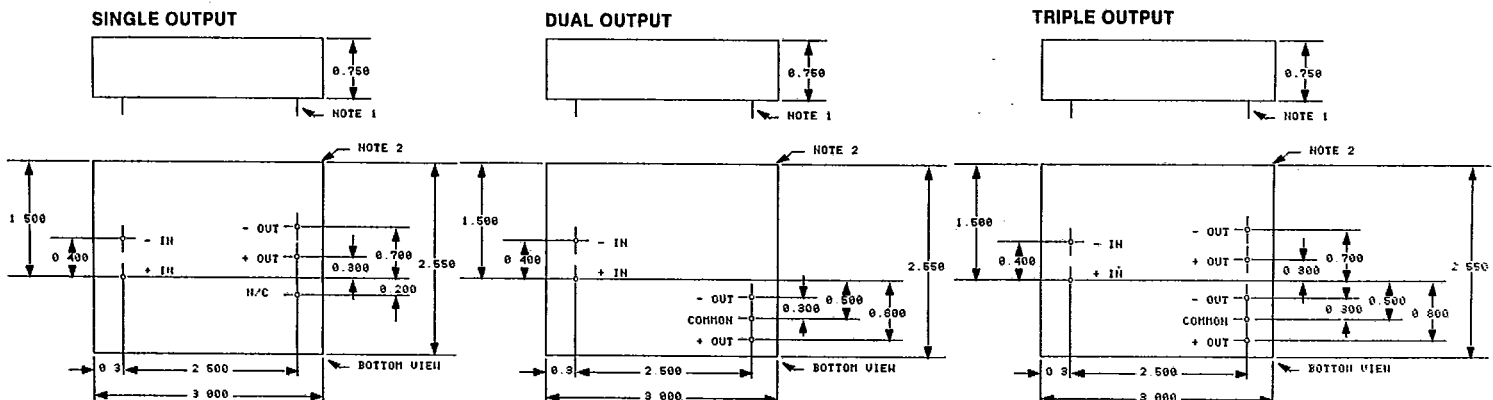 SINGLE OUTPUT
0.750
NOTE 1
NOTE 2
1 500
0 400
- IN
+ IN
- OUT
+ OUT
N/C
0.300
0.700
0.200
2.550
0 3
2 500
3 000
BOTTOM VIEW
DUAL OUTPUT
0.750
NOTE 1
NOTE 2
1.500
0.400
- IN
+ IN
- OUT
COMMON
+ OUT
0.300
0.500
0.800
2.550
0.3
2.500
3 000
BOTTOM VIEW
TRIPLE OUTPUT
0.750
NOTE 1
NOTE 2
1.500
0.400
- IN
+ IN
- OUT
+ OUT
- OUT
COMMON
+ OUT
0 300
0.700
0 300
0.500
0 800
2 550
0 3
2.500
3 000
BOTTOM VIEW